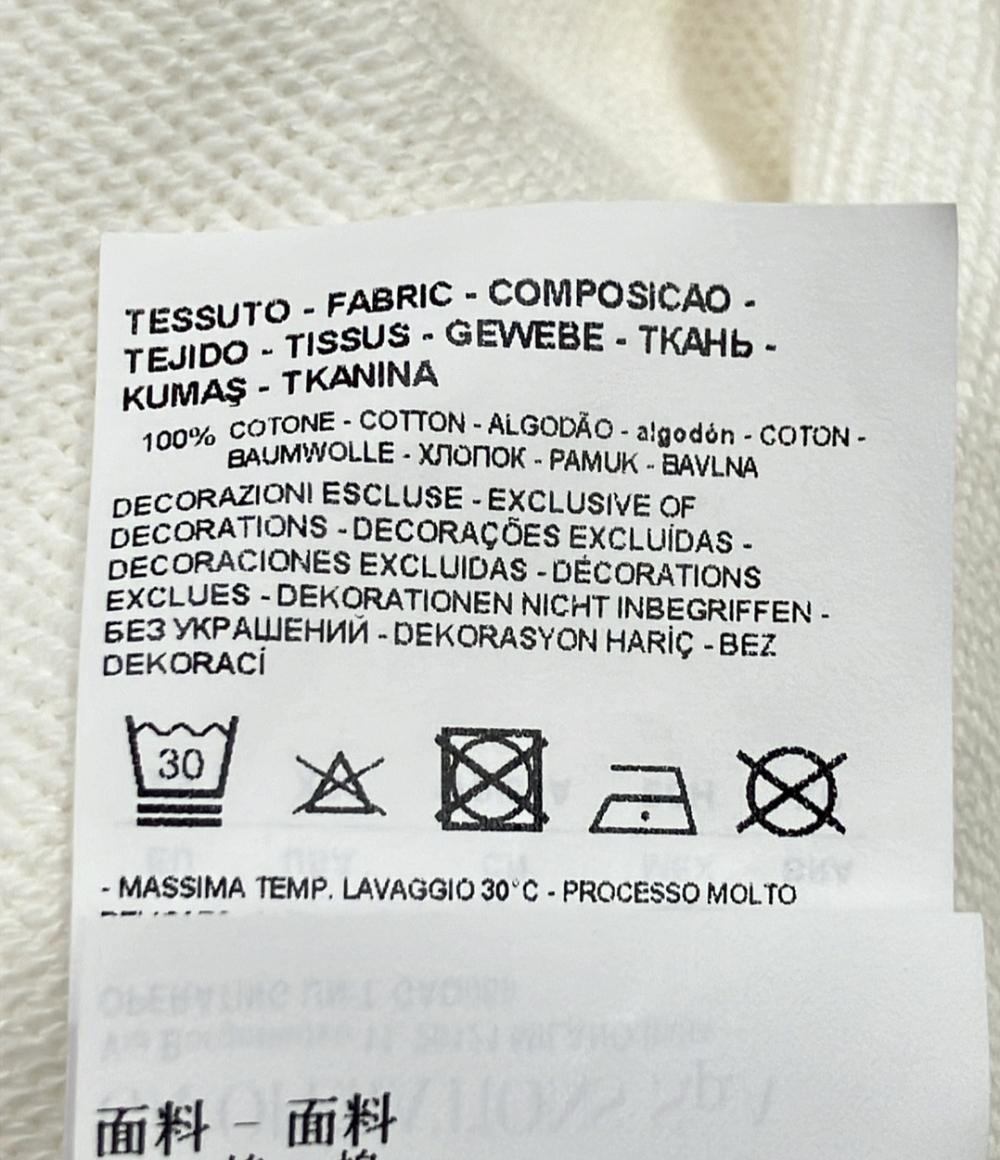 TESSUTO - FABRIC - COMPOSICAO -
TEJIDO - TISSUS - GEWEBE - ТКАНЬ -
KUMAŞ - TKANINA
100% COTONE - COTTON - ALGODÃO - algodón - COTON -
BAUMWOLLE - ХЛОПОК - PAMUK - BAVLNA
DECORAZIONI ESCLUSE - EXCLUSIVE OF
DECORATIONS - DECORAÇÕES EXCLUÍDAS -
DECORACIONES EXCLUIDAS - DÉCORATIONS
EXCLUES - DEKORATIONEN NICHT INBEGRIFFEN -
БЕЗ УКРАШЕНИЙ - DEKORASYON HARİÇ - BEZ
DEKORACÍ
30
- MASSIMA TEMP. LAVAGGIO 30°C - PROCESSO MOLTO
面料 - 面料